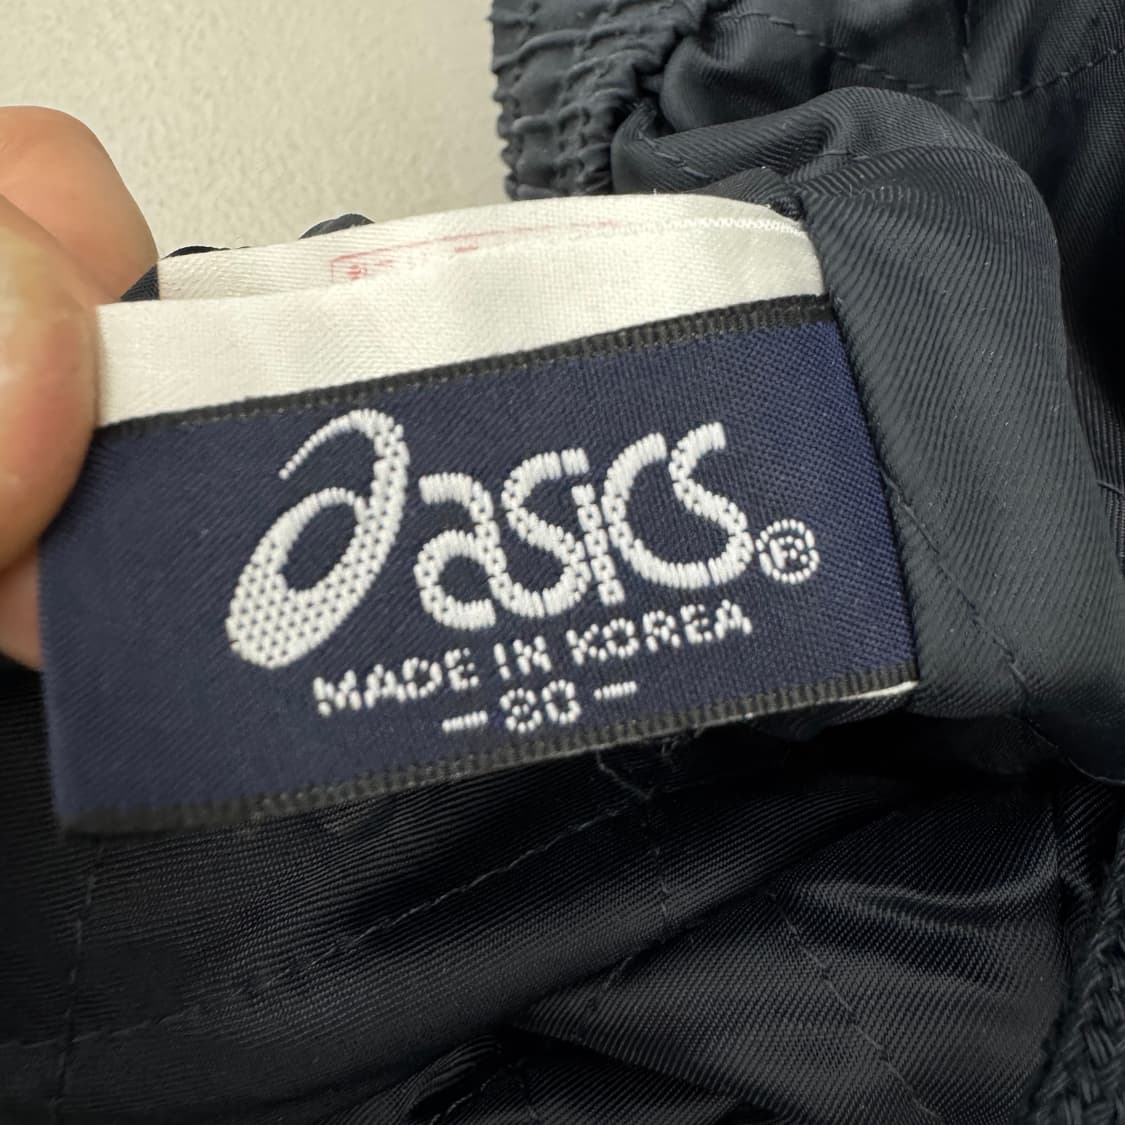 asics®
MADE IN KOREA
-80-